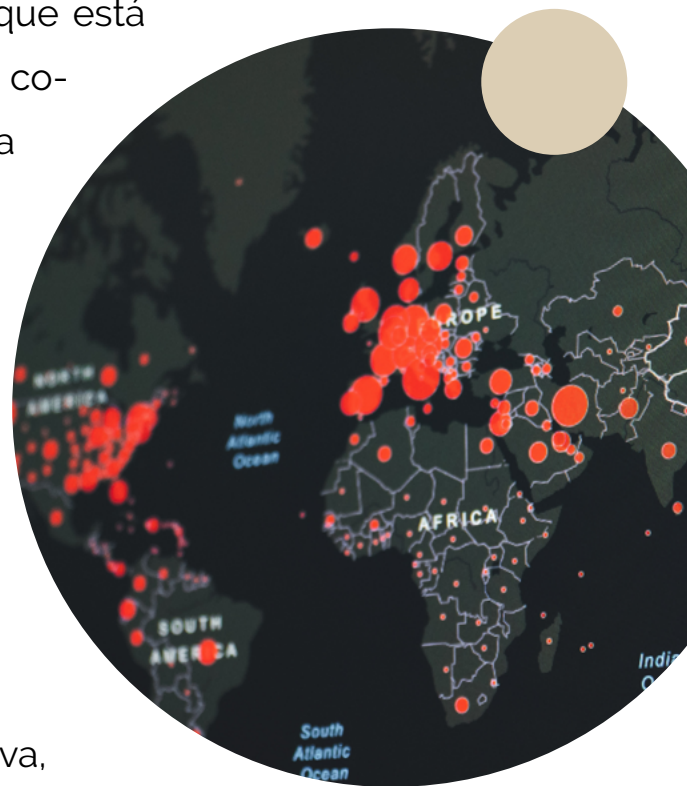 que está
co-
a
ROPE
NORTH
AMERICA
North
Atlantic
Ocean
AFRICA
SOUTH
AMERICA
India
O
South
Atlantic
Ocean
va,